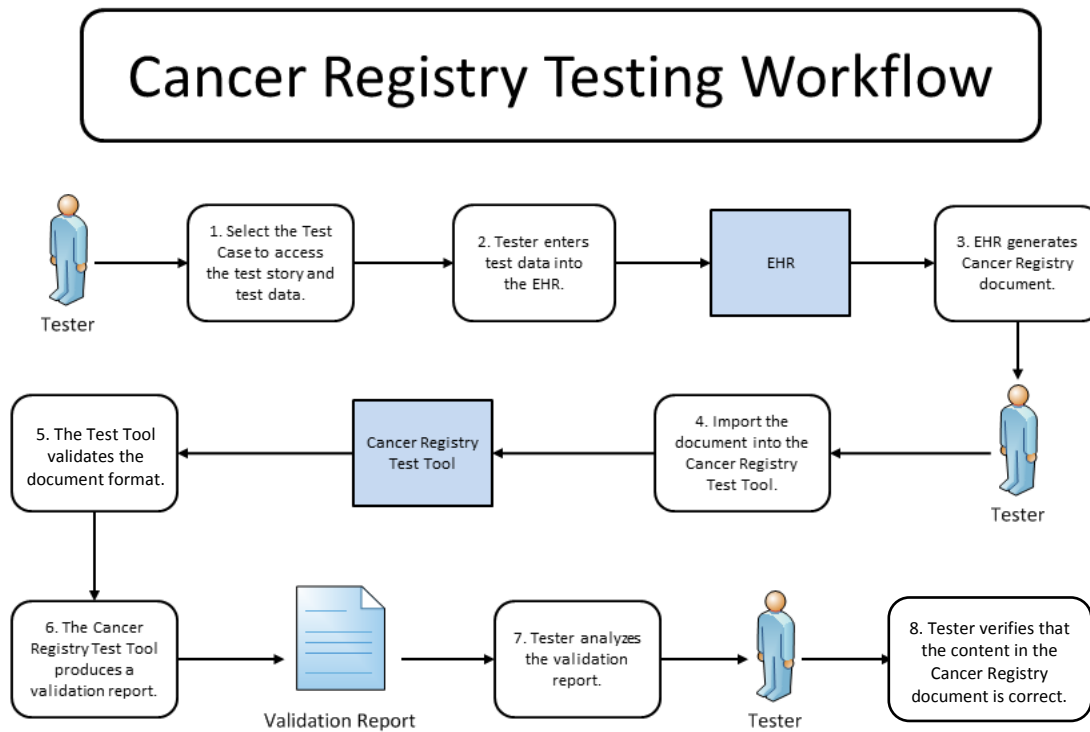 Cancer Registry Testing Workflow
Tester
1. Select the Test
Case to access
the test story and
test data.
2. Tester enters
test data into
the EHR.
EHR
3. EHR generates
Cancer Registry
document.
Tester
4. Import the
document into the
Cancer Registry
Test Tool.
Cancer Registry
Test Tool
5. The Test Tool
validates the
document format.
6. The Cancer
Registry Test Tool
produces a
validation report.
Validation Report
7. Tester analyzes
the validation
report.
Tester
8. Tester verifies that
the content in the
Cancer Registry
document is correct.